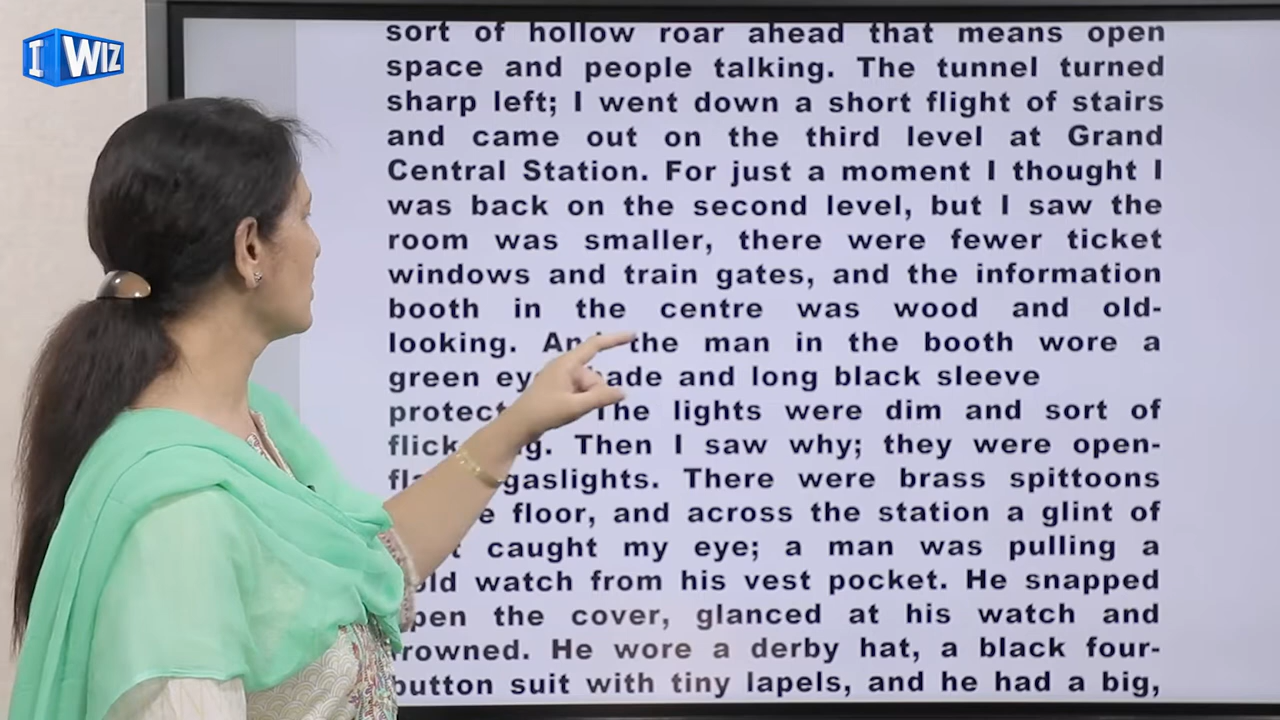 I WIZ
sort of hollow roar ahead that means open
space and people talking. The tunnel turned
sharp left; I went down a short flight of stairs
and came out on the third level at Grand
Central Station. For just a moment I thought I
was back on the second level, but I saw the
room was smaller, there were fewer ticket
windows and train gates, and the information
booth in the centre was wood and old-
looking. And the man in the booth wore a
green and long black sleeve
The lights were dim and sort of
Then I saw why; they were open-
gaslights. There were brass spittoons
floor, and across the station a glint of
caught my eye; a man was pulling a
gold watch from his vest pocket. He snapped
open the cover, glanced at his watch and
frowned. He wore a derby hat, a black four-
button suit with tiny lapels, and he had a big,